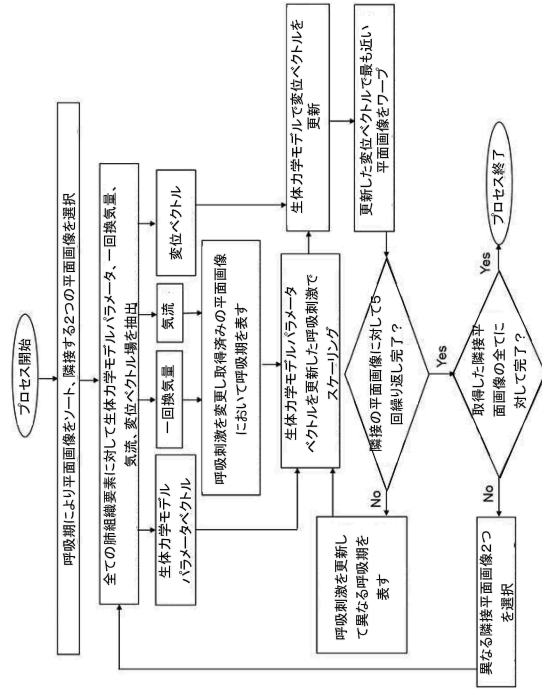 プロセス開始
呼吸期により平面画像をソート、隣接する2つの平面画像を選択
全ての肺組織要素に対して生体力学モデルパラメータ、一回換気量、
気流、変位ベクトル場を抽出
生体力学モデル
パラメータベクトル
一回換気量
気流
変位ベクトル
呼吸刺激を変更し取得済みの平面画像
において呼吸期を表す
生体力学モデルパラメータ
ベクトルを更新した呼吸刺激で
スケーリング
生体力学モデルで変位ベクトルを
更新
更新した変位ベクトルで最も近い
平面画像をワープ
隣接の平面画像に対して5
回繰り返し完了？
No
Yes
呼吸刺激を更新し
て異なる呼吸期を
表す
取得した隣接平
面画像の全てに
対して完了？
Yes
No
プロセス終了
異なる隣接平面画像2つ
を選択